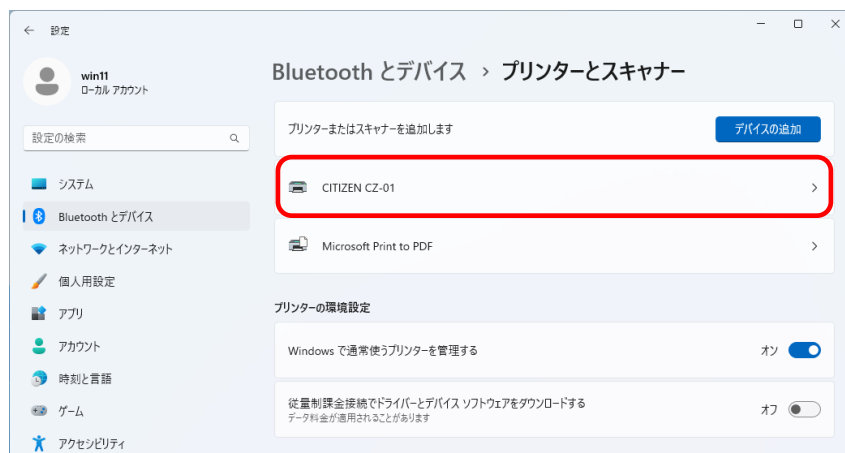 ← 設定
win11
ローカル アカウント
設定の検索
システム
Bluetooth とデバイス
ネットワークとインターネット
個人用設定
アプリ
アカウント
時刻と言語
ゲーム
アクセシビリティ
Bluetooth とデバイス › プリンターとスキャナー
プリンターまたはスキャナーを追加します
デバイスの追加
CITIZEN CZ-01
Microsoft Print to PDF
プリンターの環境設定
Windows で通常使うプリンターを管理する
オン
従量制課金接続でドライバーとデバイス ソフトウェアをダウンロードする
データ料金が適用されることがあります
オフ